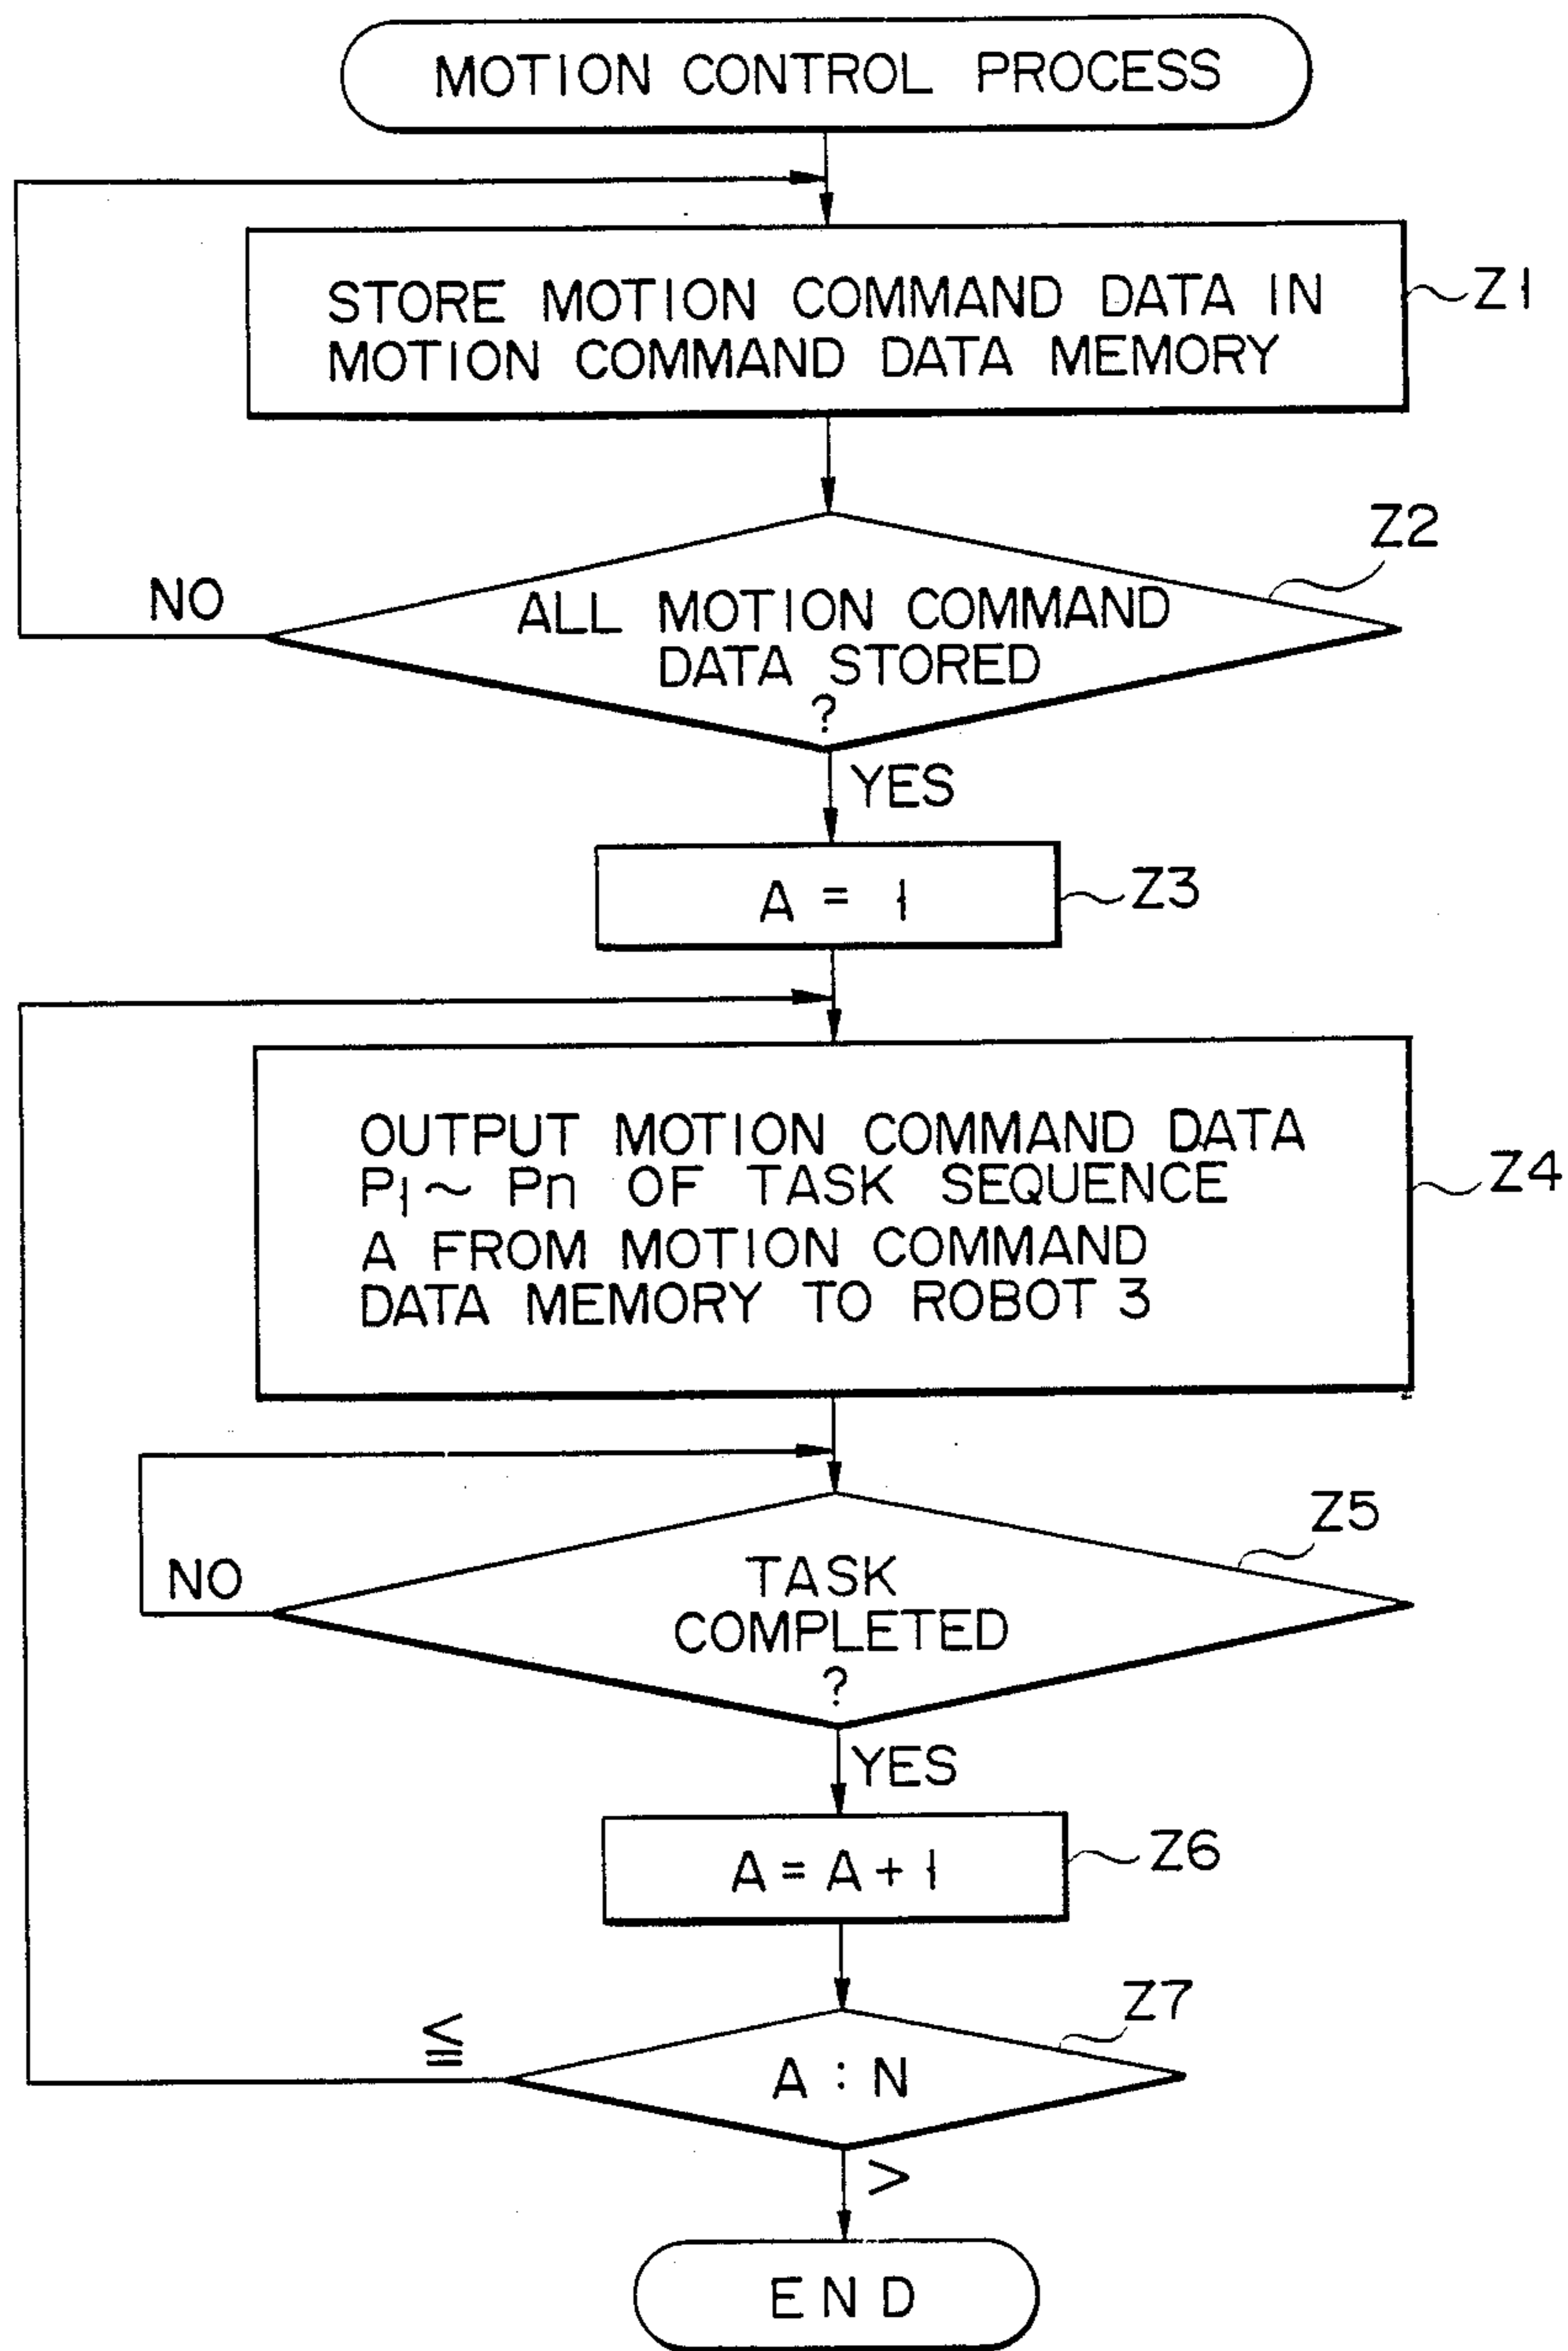 MOTION CONTROL PROCESS
STORE MOTION COMMAND DATA IN
MOTION COMMAND DATA MEMORY
Z1
Z2
NO
ALL MOTION COMMAND
DATA STORED
?
YES
A = 1
Z3
OUTPUT MOTION COMMAND DATA
P1 ~ Pn OF TASK SEQUENCE
A FROM MOTION COMMAND
DATA MEMORY TO ROBOT 3
Z4
Z5
NO
TASK
COMPLETED
?
YES
A = A + 1
Z6
Z7
≦
A : N
>
END